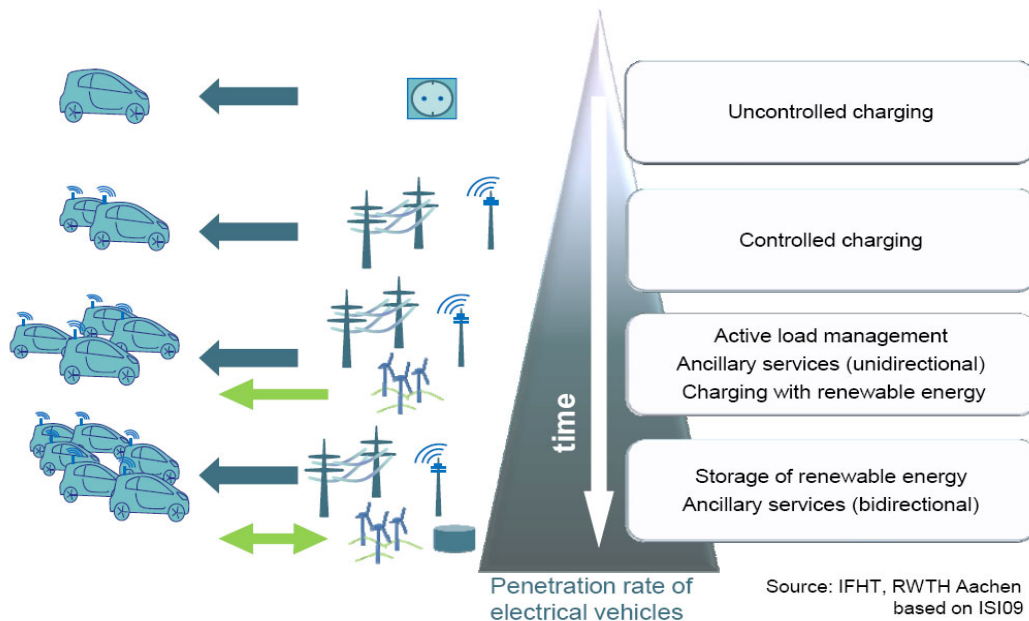 Uncontrolled charging
Controlled charging
Active load management
Ancillary services (unidirectional)
Charging with renewable energy
time
Storage of renewable energy
Ancillary services (bidirectional)
Penetration rate of
electrical vehicles
Source: IFHT, RWTH Aachen
based on ISI09